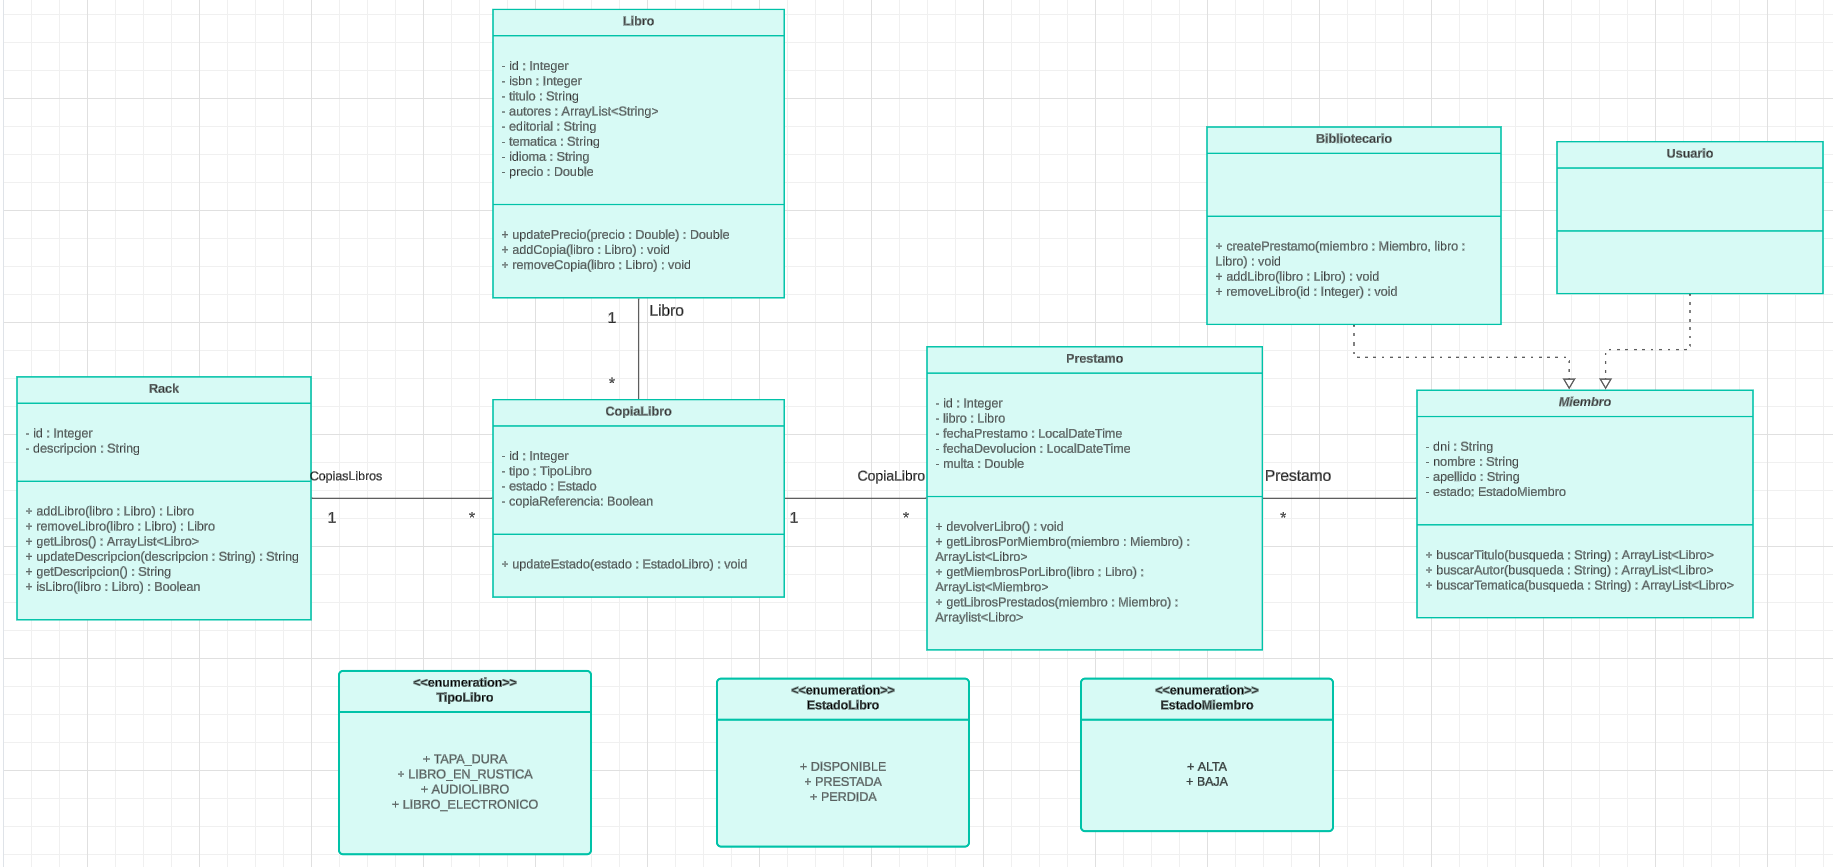 Libro
- id : Integer
- isbn : Integer
- titulo : String
- autores : ArrayList<String>
- editorial : String
- tematica : String
- idioma : String
- precio : Double
+ updatePrecio(precio : Double) : Double
+ addCopia(libro : Libro) : void
+ removeCopia(libro : Libro) : void
Bibliotecario
+ createPrestamo(miembro : Miembro, libro :
Libro) : void
+ addLibro(libro : Libro) : void
+ removeLibro(id : Integer) : void
Usuario
1
Libro
*
Rack
- id : Integer
- descripcion : String
+ addLibro(libro : Libro) : Libro
+ removeLibro(libro : Libro) : Libro
+ getLibros() : ArrayList<Libro>
+ updateDescripcion(descripcion : String) : String
+ getDescripcion() : String
+ isLibro(libro : Libro) : Boolean
CopiasLibros
1
*
CopiaLibro
- id : Integer
- tipo : TipoLibro
- estado : Estado
- copiaReferencia: Boolean
+ updateEstado(estado : EstadoLibro) : void
CopiaLibro
1
*
Prestamo
- id : Integer
- libro : Libro
- fechaPrestamo : LocalDateTime
- fechaDevolucion : LocalDateTime
- multa : Double
+ devolverLibro() : void
+ getLibrosPorMiembro(miembro : Miembro) :
ArrayList<Libro>
+ getMiembrosPorLibro(libro : Libro) :
ArrayList<Miembro>
+ getLibrosPrestados(miembro : Miembro) :
Arraylist<Libro>
Prestamo
*
Miembro
- dni : String
- nombre : String
- apellido : String
- estado; EstadoMiembro
+ buscarTitulo(busqueda : String) : ArrayList<Libro>
+ buscarAutor(busqueda : String) : ArrayList<Libro>
+ buscarTematica(busqueda : String) : ArrayList<Libro>
<<enumeration>>
TipoLibro
+ TAPA_DURA
+ LIBRO_EN_RUSTICA
+ AUDIOLIBRO
+ LIBRO_ELECTRONICO
<<enumeration>>
EstadoLibro
+ DISPONIBLE
+ PRESTADA
+ PERDIDA
<<enumeration>>
EstadoMiembro
+ ALTA
+ BAJA